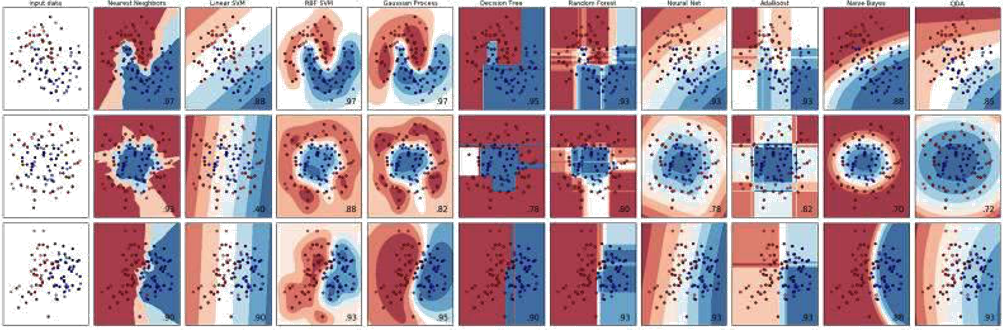 Input data Nearest Neighbors Linear SVM RBF SVM Gaussian Process Decision Tree Random Forest Neural Net AdaBoost Naive Bayes QDA
.97 .88 .97 .97 .95 .93 .93 .93 .88 .85
.93 .40 .88 .82 .78 .80 .78 .82 .70 .72
.90 .90 .93 .95 .90 .93 .93 .93 .88 .93